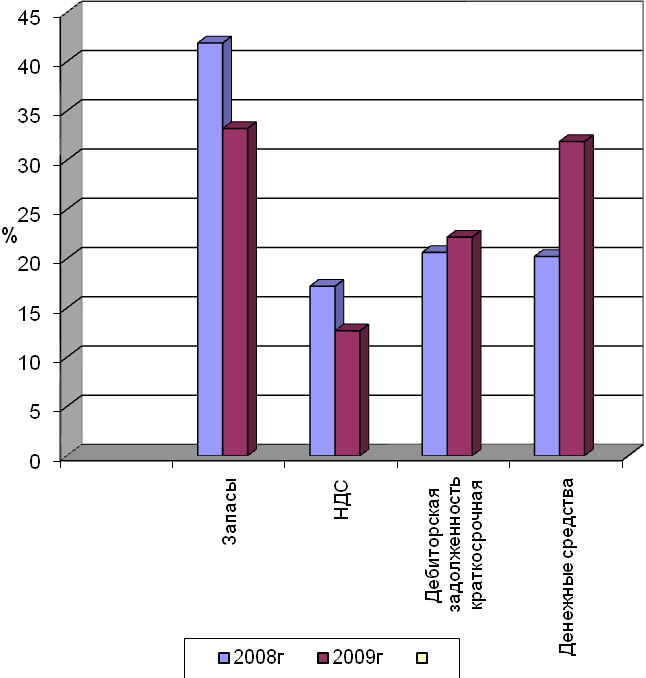 45
40
35
30
25
%
20
15
10
5
0
Запасы
НДС
Дебиторская
задолженность
краткосрочная
Денежные средства
2008г 2009г